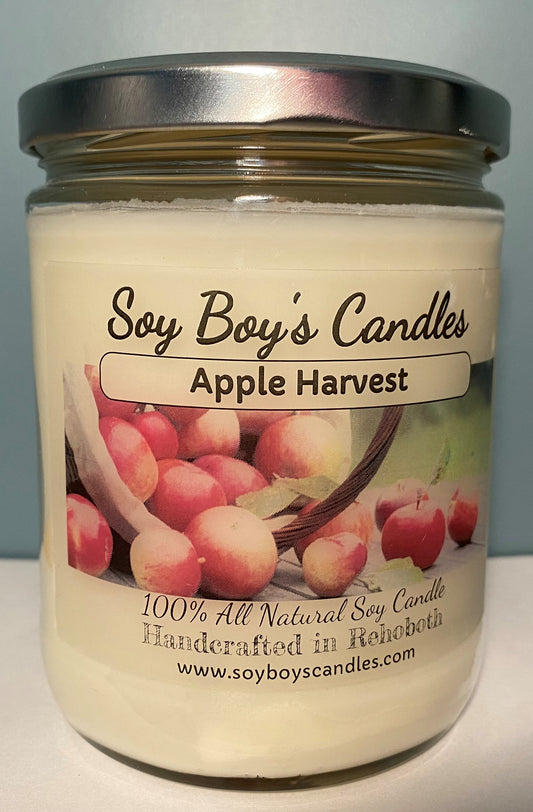 Soy Boy's Candles
Apple Harvest
100% All Natural Soy Candle
Handcrafted in Rehoboth
www.soyboyscandles.com